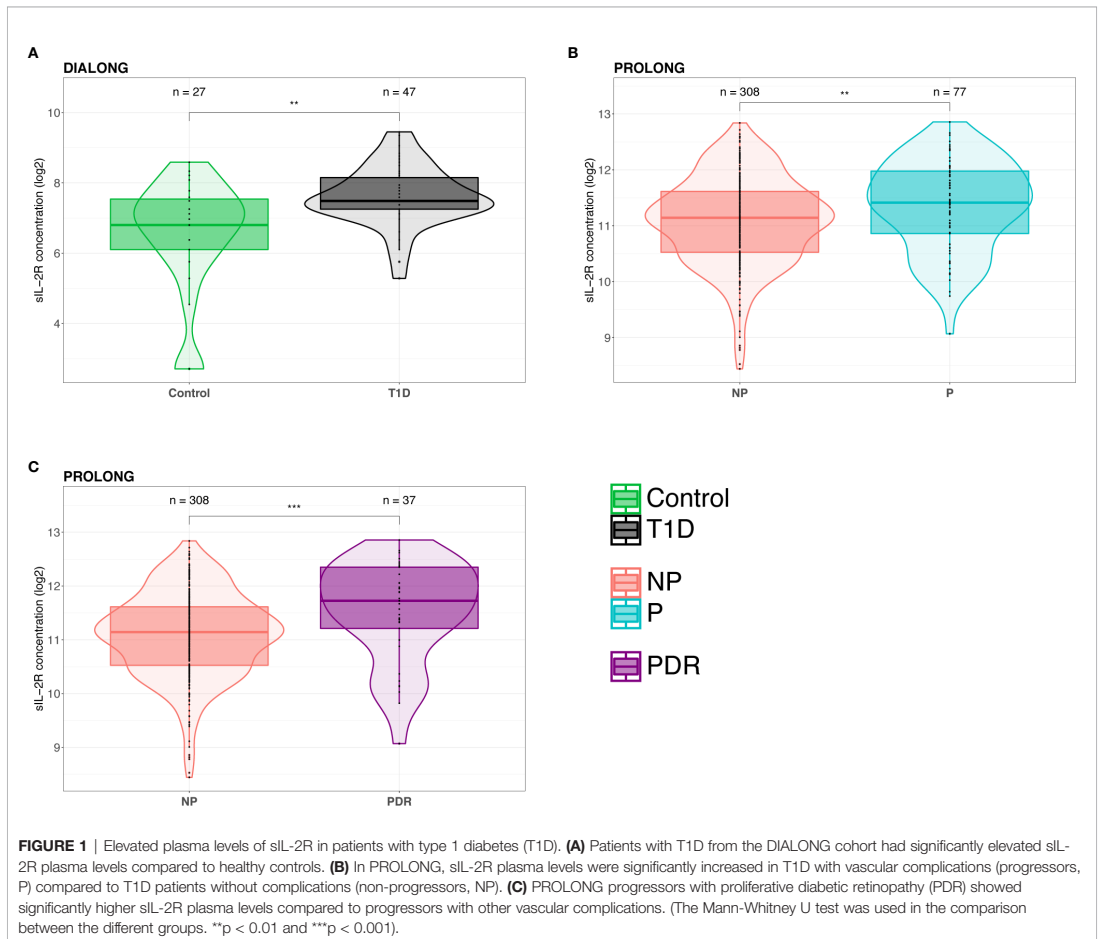 A
DIALONG
n = 27
n = 47
**
sIL−2R concentration (log2)
10
8
6
4
Control
T1D
B
PROLONG
n = 308
**
n = 77
sIL−2R concentration (log2)
13
12
11
10
9
NP
P
C
PROLONG
n = 308
n = 37
***
sIL−2R concentration (log2)
13
12
11
10
9
NP
PDR
Control
T1D
NP
P
PDR
FIGURE 1 | Elevated plasma levels of sIL-2R in patients with type 1 diabetes (T1D). (A) Patients with T1D from the DIALONG cohort had significantly elevated sIL-
2R plasma levels compared to healthy controls. (B) In PROLONG, sIL-2R plasma levels were significantly increased in T1D with vascular complications (progressors,
P) compared to T1D patients without complications (non-progressors, NP). (C) PROLONG progressors with proliferative diabetic retinopathy (PDR) showed
significantly higher sIL-2R plasma levels compared to progressors with other vascular complications. (The Mann-Whitney U test was used in the comparison
between the different groups. **p < 0.01 and ***p < 0.001).